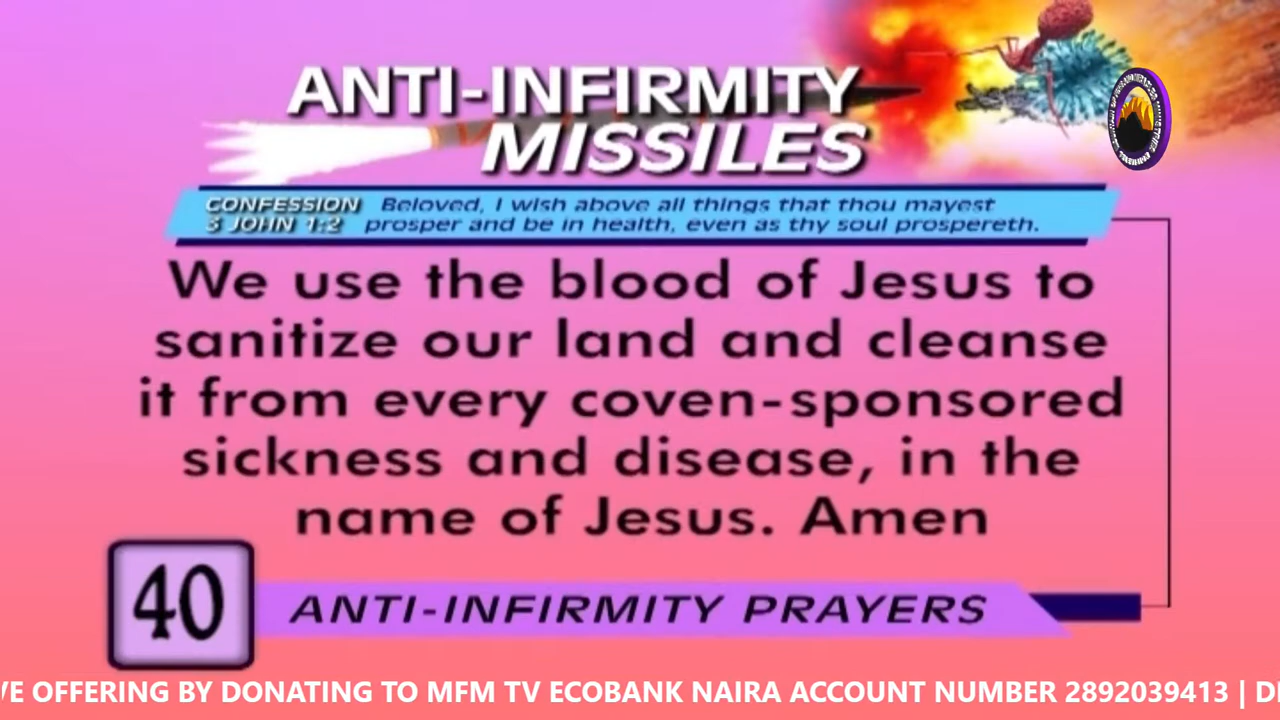 ANTI-INFIRMITY
MISSILES
CONFESSION Beloved, I wish above all things that thou mayest
3 JOHN 1:2 prosper and be in health, even as thy soul prospereth.
We use the blood of Jesus to
sanitize our land and cleanse
it from every coven-sponsored
sickness and disease, in the
name of Jesus. Amen
40 ANTI-INFIRMITY PRAYERS
OFFERING BY DONATING TO MFM TV ECOBANK NAIRA ACCOUNT NUMBER 2892039413 |